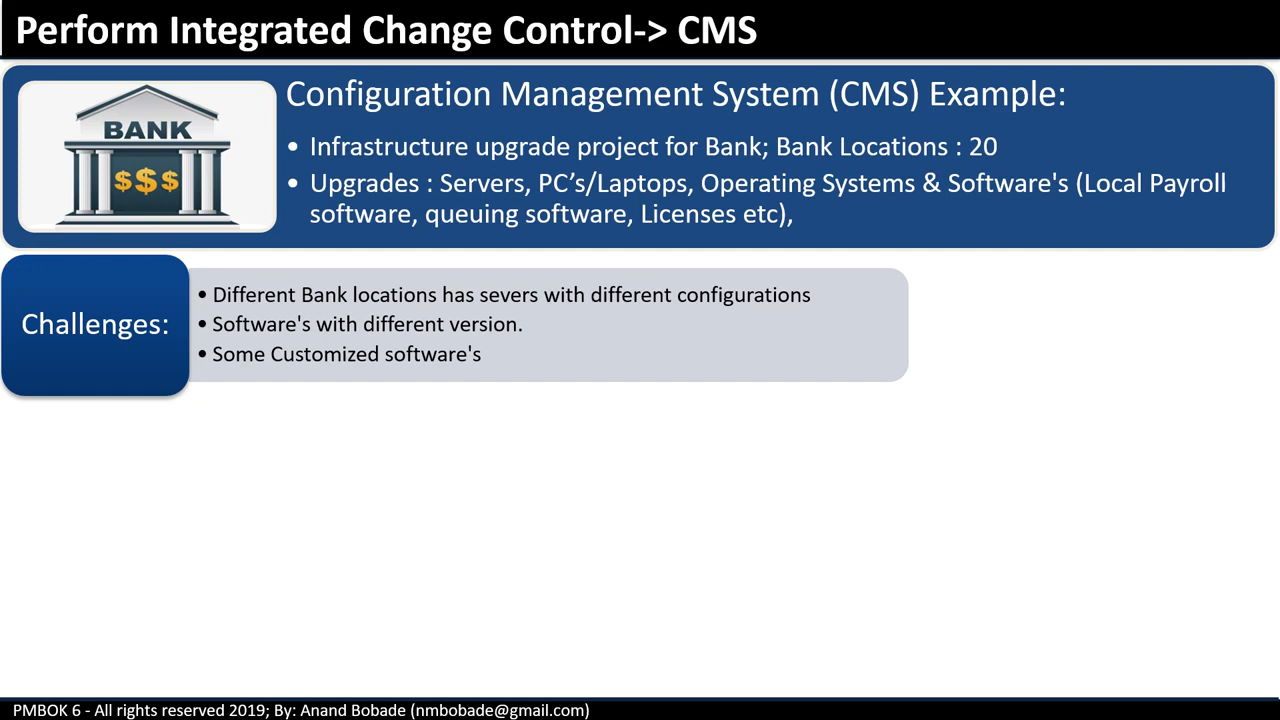 Perform Integrated Change Control-> CMS
BANK
$$$
Configuration Management System (CMS) Example:
• Infrastructure upgrade project for Bank; Bank Locations : 20
• Upgrades : Servers, PC’s/Laptops, Operating Systems & Software's (Local Payroll
software, queuing software, Licenses etc),
Challenges:
• Different Bank locations has severs with different configurations
• Software's with different version.
• Some Customized software's
PMBOK 6 - All rights reserved 2019; By: Anand Bobade (nmbobade@gmail.com)